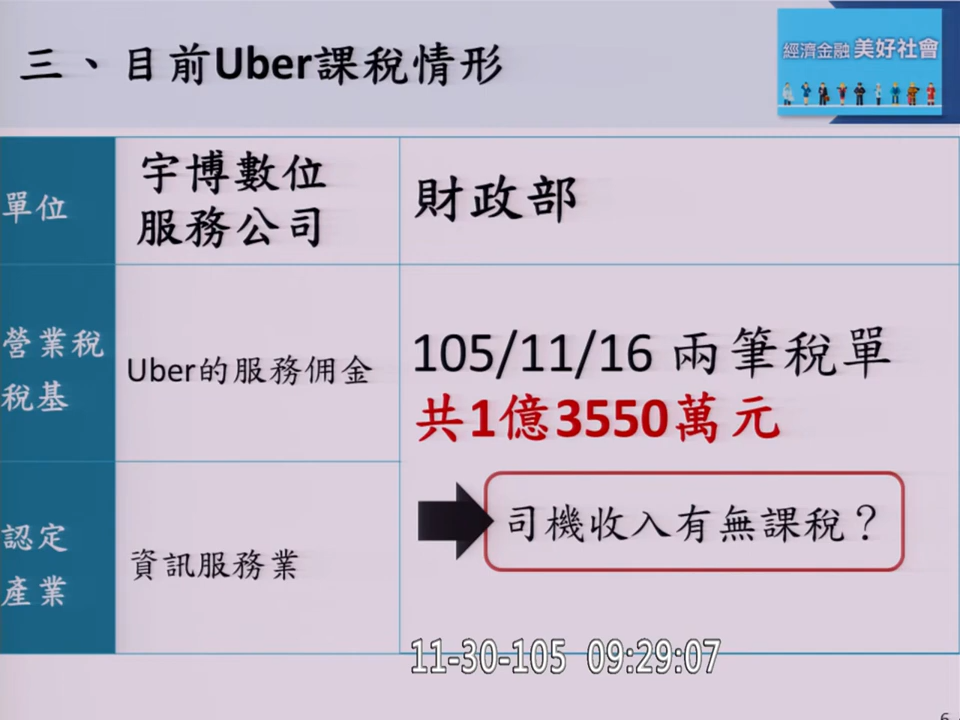 三、目前Uber課稅情形
經濟金融 美好社會
單位
宇博數位
服務公司
財政部
營業稅
稅基
Uber的服務佣金
105/11/16 兩筆稅單
共1億3550萬元
認定
產業
資訊服務業
司機收入有無課稅？
11-30-105 09:29:07
6